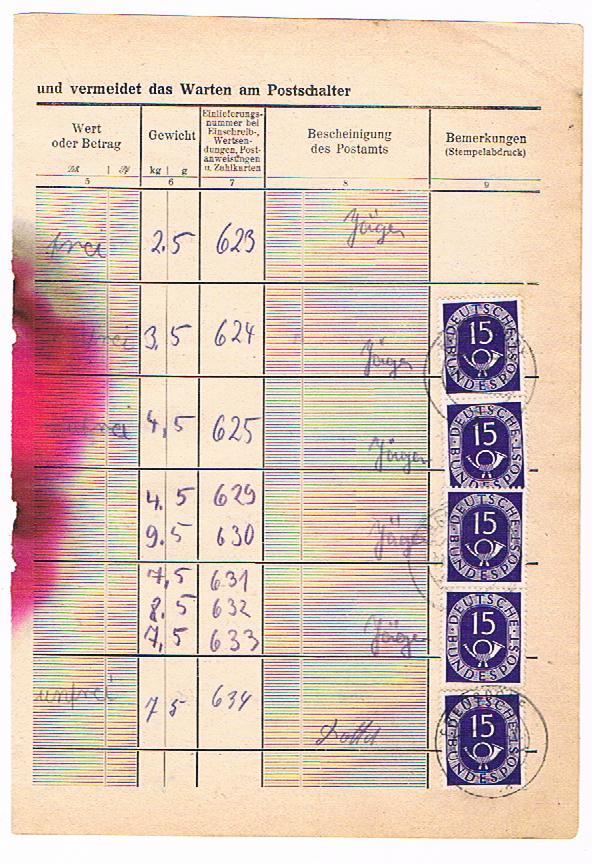 und vermeidet das Warten am Postschalter
Wert
oder Betrag
Gewicht
Einlieferungs-
nummer bei
Einschreib-,
Wertsen-
dungen, Post-
anweisungen
u. Zahlkarten
Bescheinigung
des Postamts
Bemerkungen
(Stempelabdruck)
kg g
5 6 7 8 9
frei 2,5 623 Jäger
3,5 624 Jäger
DEUTSCHE BUNDESPOST 15
4,5 625 Jäger
DEUTSCHE BUNDESPOST 15
4.5 629
9.5 630 Jäger
DEUTSCHE BUNDESPOST 15
7,5 631
8.5 632
7,5 633 Jäger
DEUTSCHE BUNDESPOST 15
unfrei 7 5 634
DEUTSCHE BUNDESPOST 15